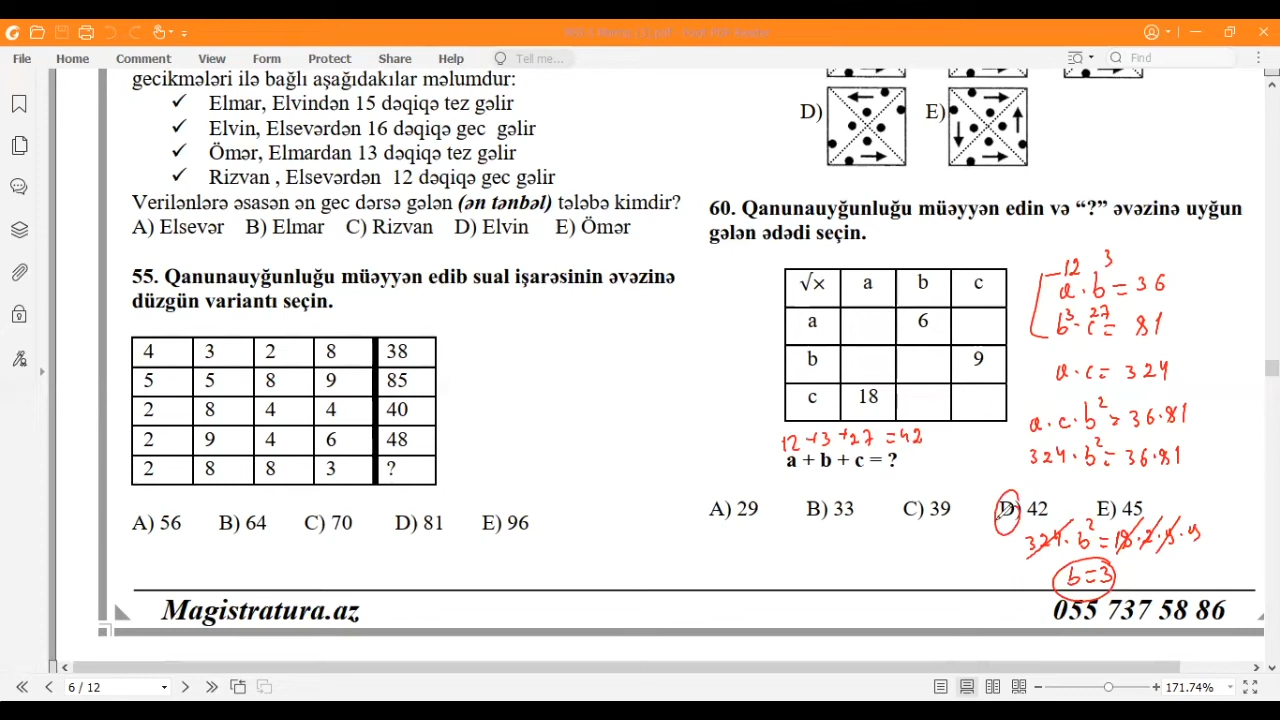 File Home Comment View Form Protect Share Help Tell me... Find
gecikmələri ilə bağlı aşağıdakılar məlumdur:
✓ Elmar, Elvindən 15 dəqiqə tez gəlir
✓ Elvin, Elsevərdən 16 dəqiqə gec gəlir
✓ Ömər, Elmardan 13 dəqiqə tez gəlir
✓ Rizvan , Elsevərdən 12 dəqiqə gec gəlir
Verilənlərə əsasən ən gec dərsə gələn (ən tənbəl) tələbə kimdir?
A) Elsevər B) Elmar C) Rizvan D) Elvin E) Ömər
55. Qanunauyğunluğu müəyyən edib sual işarəsinin əvəzinə
düzgün variantı seçin.
4 3 2 8 38
5 5 8 9 85
2 8 4 4 40
2 9 4 6 48
2 8 8 3 ?
A) 56 B) 64 C) 70 D) 81 E) 96
D) E)
60. Qanunauyğunluğu müəyyən edin və “?” əvəzinə uyğun
gələn ədədi seçin.
√× a b c
a 6
b 9
c 18
12+3+27=42
a + b + c = ?
12 3
a·b=36
3 27
b·c= 81
a·c= 324
a·c·b²=36·81
324·b²=36·81
A) 29 B) 33 C) 39 D) 42 E) 45
324·b²=18·2·9·9
b=3
Magistratura.az 055 737 58 86
6 / 12 171.74%